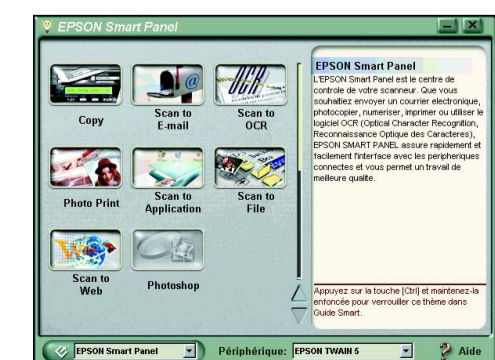 EPSON Smart Panel
Copy
Scan to
E-mail
OCR
Scan to
OCR
Photo Print
Scan to
Application
Scan to
File
Scan to
Web
Photoshop
EPSON Smart Panel
L'EPSON Smart Panel est le centre de
controle de votre scanneur. Que vous
souhaitiez envoyer un courrier electronique,
photocopier, numeriser, imprimer ou utiliser le
logiciel OCR (Optical Character Recognition,
Reconnaissance Optique des Caracteres),
EPSON SMART PANEL assure rapidement et
facilement l'interface avec les peripheriques
connectes et vous permet un travail de
meilleure qualite.
Appuyez sur la touche [Ctrl] et maintenez-la
enfoncée pour verrouiller ce thème dans
Guide Smart.
EPSON Smart Panel
Périphérique: EPSON TWAIN 5
Aide